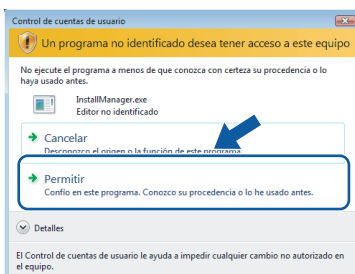 Control de cuentas de usuario
Un programa no identificado desea tener acceso a este equipo
No ejecute el programa a menos de que conozca con certeza su procedencia o lo
haya usado antes.
InstallManager.exe
Editor no identificado
Cancelar
Desconozco el origen o la función de este programa.
Permitir
Confío en este programa. Conozco su procedencia o lo he usado antes.
Detalles
El Control de cuentas de usuario le ayuda a impedir cualquier cambio no autorizado en
el equipo.